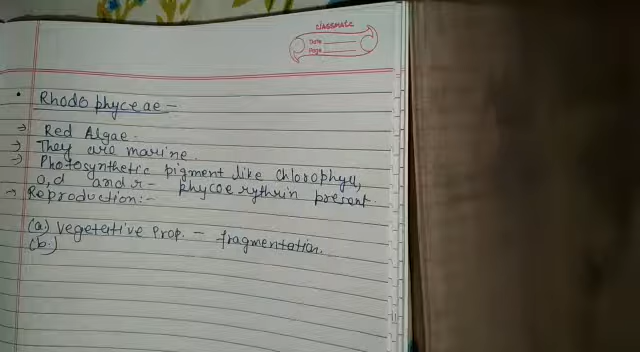 classmate
Date
Page
• Rhodophyceae -
→ Red Algae.
→ They are marine.
→ Photosynthetic pigment like Chlorophyll,
a,d and r- phycoerythrin present.
→ Reproduction:-
(a) Vegetative Prop. - fragmentation.
(b.)